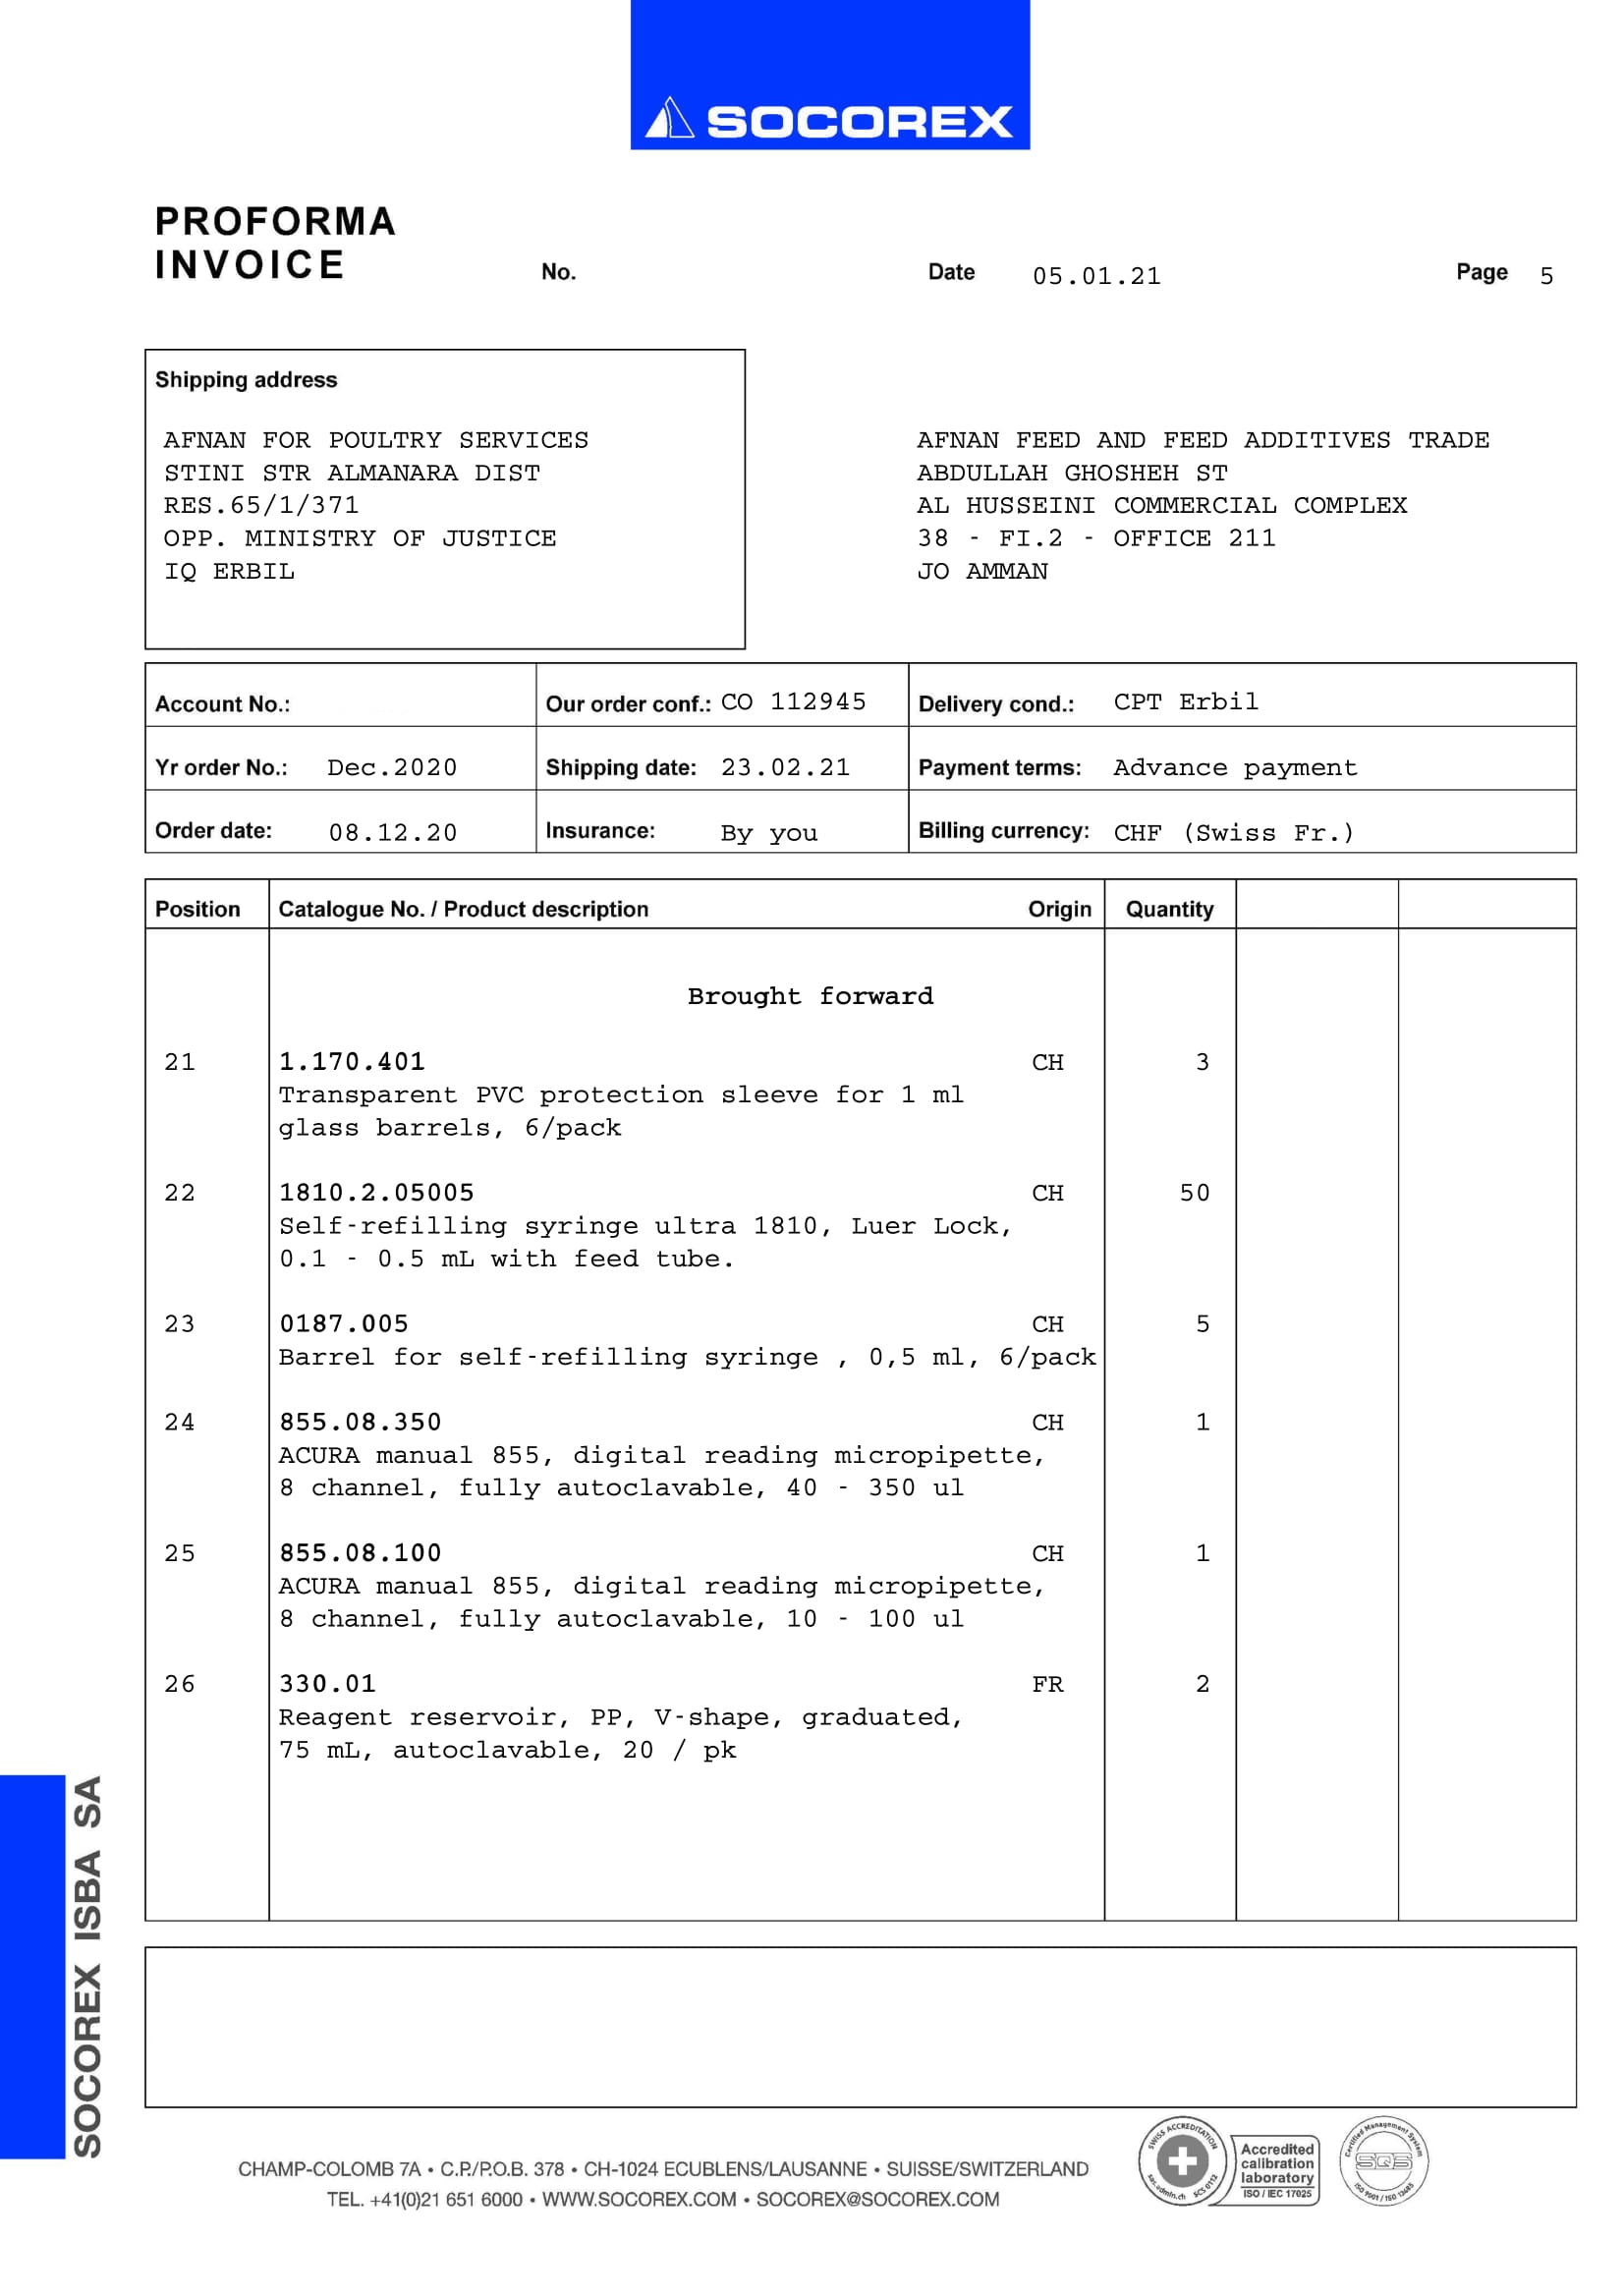 SOCOREX
PROFORMA
INVOICE No. Date 05.01.21 Page 5
Shipping address
AFNAN FOR POULTRY SERVICES
STINI STR ALMANARA DIST
RES.65/1/371
OPP. MINISTRY OF JUSTICE
IQ ERBIL
AFNAN FEED AND FEED ADDITIVES TRADE
ABDULLAH GHOSHEH ST
AL HUSSEINI COMMERCIAL COMPLEX
38 - FI.2 - OFFICE 211
JO AMMAN
Account No.: Our order conf.: CO 112945 Delivery cond.: CPT Erbil
Yr order No.: Dec.2020 Shipping date: 23.02.21 Payment terms: Advance payment
Order date: 08.12.20 Insurance: By you Billing currency: CHF (Swiss Fr.)
Position Catalogue No. / Product description Origin Quantity
Brought forward
21 1.170.401 CH 3
Transparent PVC protection sleeve for 1 ml
glass barrels, 6/pack
22 1810.2.05005 CH 50
Self-refilling syringe ultra 1810, Luer Lock,
0.1 - 0.5 mL with feed tube.
23 0187.005 CH 5
Barrel for self-refilling syringe , 0,5 ml, 6/pack
24 855.08.350 CH 1
ACURA manual 855, digital reading micropipette,
8 channel, fully autoclavable, 40 - 350 ul
25 855.08.100 CH 1
ACURA manual 855, digital reading micropipette,
8 channel, fully autoclavable, 10 - 100 ul
26 330.01 FR 2
Reagent reservoir, PP, V-shape, graduated,
75 mL, autoclavable, 20 / pk
SOCOREX ISBA SA
CHAMP-COLOMB 7A • C.P./P.O.B. 378 • CH-1024 ECUBLENS/LAUSANNE • SUISSE/SWITZERLAND
TEL. +41(0)21 651 6000 • WWW.SOCOREX.COM • SOCOREX@SOCOREX.COM
SWISS ACCREDITATION
sas.admin.ch SCS 0112
Accredited
calibration
laboratory
ISO / IEC 17025
Certified Management System
SQS
ISO 9001 / ISO 13485